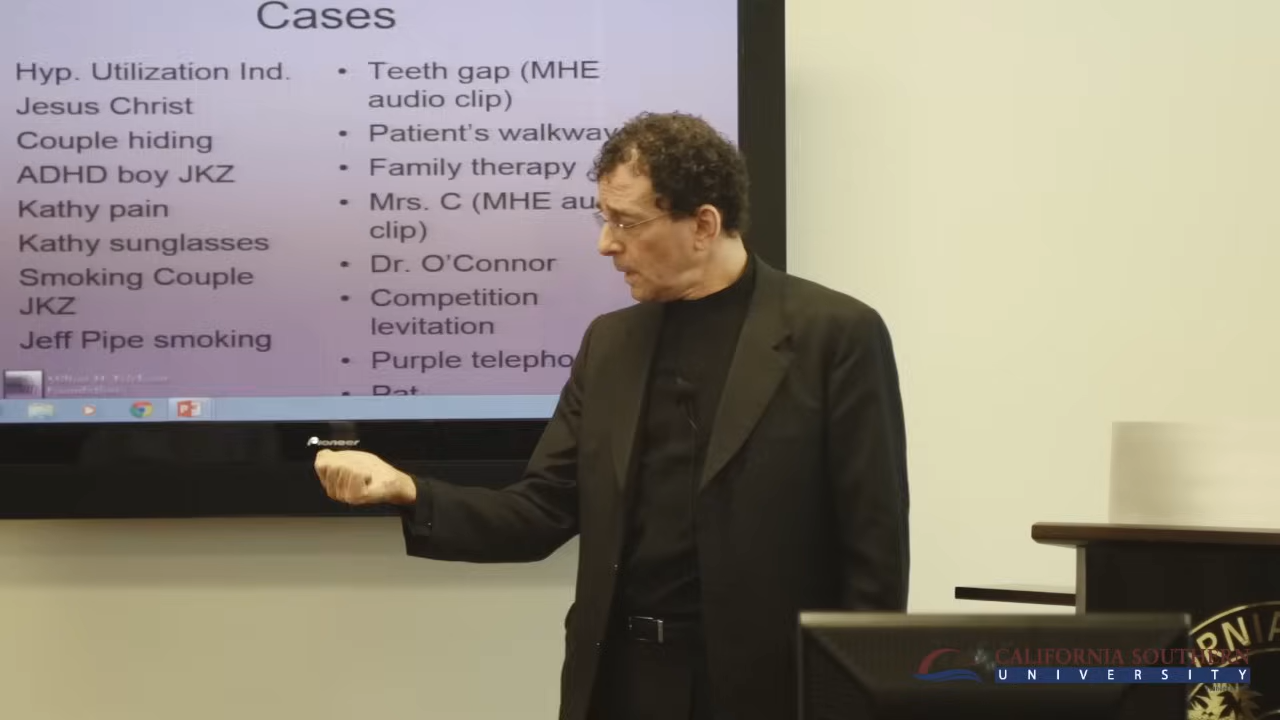 Cases
Hyp. Utilization Ind.
Jesus Christ
Couple hiding
ADHD boy JKZ
Kathy pain
Kathy sunglasses
Smoking Couple
JKZ
Jeff Pipe smoking
• Teeth gap (MHE
audio clip)
• Patient's walkway
• Family therapy
• Mrs. C (MHE au
clip)
• Dr. O'Connor
• Competition
levitation
• Purple telepho
• Pat
Pioneer
RNIA
CALIFORNIA SOUTHERN
UNIVERSITY